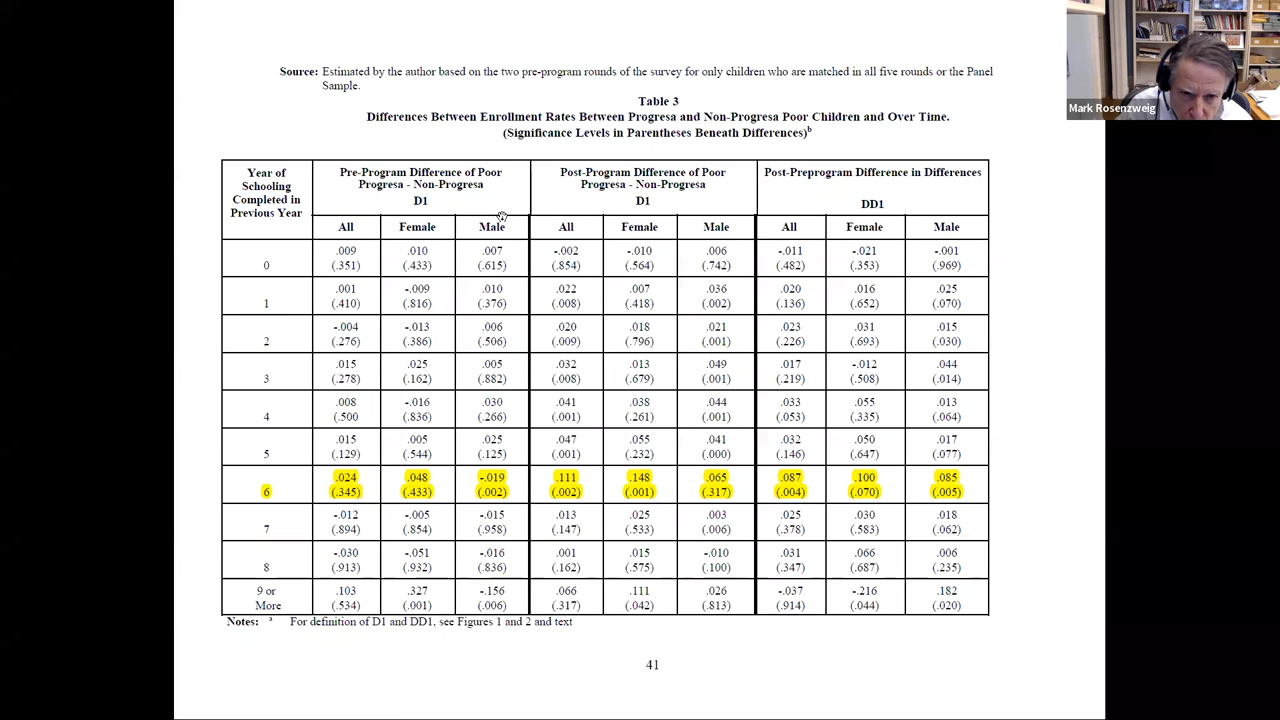 Source: Estimated by the author based on the two pre-program rounds of the survey for only children who are matched in all five rounds or the Panel
Sample.
Table 3
Differences Between Enrollment Rates Between Progresa and Non-Progresa Poor Children and Over Time.
(Significance Levels in Parentheses Beneath Differences)b
Mark Rosenzweig
Year of Schooling Completed in Previous Year
Pre-Program Difference of Poor Progresa - Non-Progresa D1
Post-Program Difference of Poor Progresa - Non-Progresa D1
Post-Preprogram Difference in Differences DD1
All Female Male All Female Male All Female Male
.009 .010 .007 -.002 -.010 .006 -.011 -.021 -.001
0 (.351) (.433) (.615) (.854) (.564) (.742) (.482) (.353) (.969)
.001 -.009 .010 .022 .007 .036 .020 .016 .025
1 (.410) (.816) (.376) (.008) (.418) (.002) (.136) (.652) (.070)
-.004 -.013 .006 .020 .018 .021 .023 .031 .015
2 (.276) (.386) (.506) (.009) (.796) (.001) (.226) (.693) (.030)
.015 .025 .005 .032 .013 .049 .017 -.012 .044
3 (.278) (.162) (.882) (.008) (.679) (.001) (.219) (.508) (.014)
.008 -.016 .030 .041 .038 .044 .033 .055 .013
4 (.500 (.836) (.266) (.001) (.261) (.001) (.053) (.335) (.064)
.015 .005 .025 .047 .055 .041 .032 .050 .017
5 (.129) (.544) (.125) (.001) (.232) (.000) (.146) (.647) (.077)
.024 .048 -.019 .111 .148 .065 .087 .100 .085
6 (.345) (.433) (.002) (.002) (.001) (.317) (.004) (.070) (.005)
-.012 -.005 -.015 .013 .025 .003 .025 .030 .018
7 (.894) (.854) (.958) (.147) (.533) (.006) (.378) (.583) (.062)
-.030 -.051 -.016 .001 .015 -.010 .031 .066 .006
8 (.913) (.932) (.836) (.162) (.575) (.100) (.347) (.687) (.235)
9 or .103 .327 -.156 .066 .111 .026 -.037 -.216 .182
More (.534) (.001) (.006) (.317) (.042) (.813) (.914) (.044) (.020)
Notes: a For definition of D1 and DD1, see Figures 1 and 2 and text
41